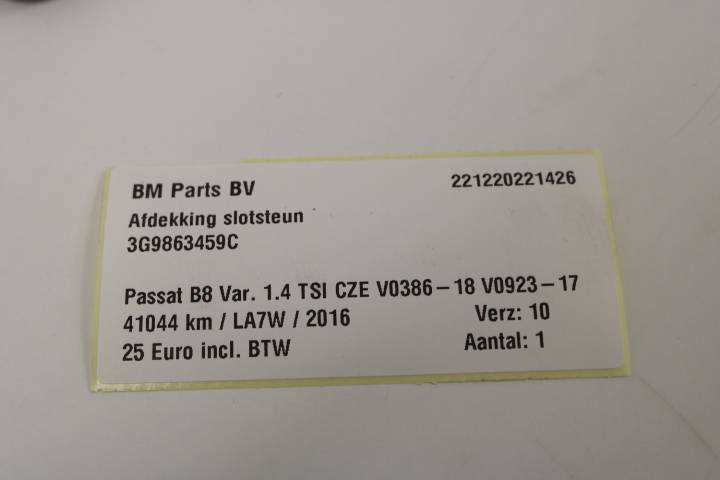 BM Parts BV 221220221426
Afdekking slotsteun
3G9863459C
Passat B8 Var. 1.4 TSI CZE V0386-18 V0923-17
41044 km / LA7W / 2016 Verz: 10
25 Euro incl. BTW Aantal: 1